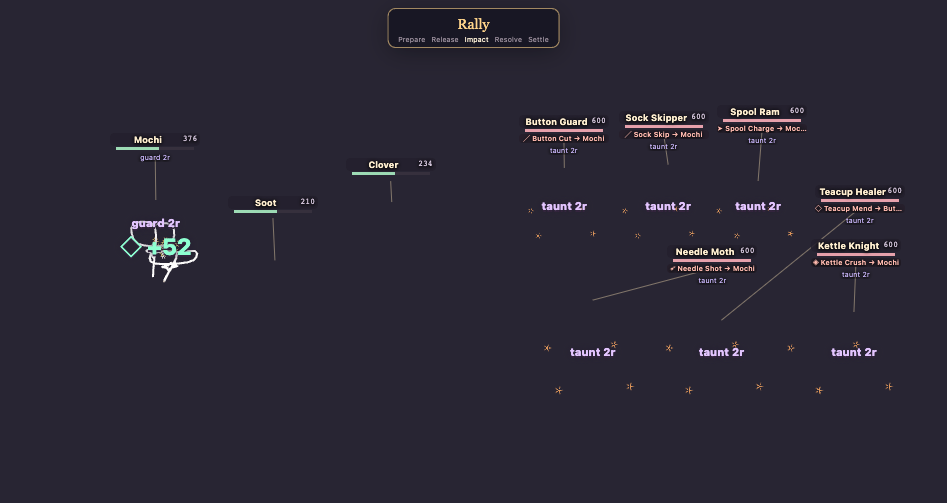 Rally
Prepare Release Impact Resolve Settle
Mochi 376
guard 2r
Soot 210
Clover 234
Button Guard 600
Button Cut → Mochi
taunt 2r
Sock Skipper 600
Sock Skip → Mochi
taunt 2r
Spool Ram 600
Spool Charge → Moc...
taunt 2r
Teacup Healer 600
Teacup Mend → But...
taunt 2r
Needle Moth 600
Needle Shot → Mochi
taunt 2r
Kettle Knight 600
Kettle Crush → Mochi
taunt 2r
guard 2r
+52
taunt 2r
taunt 2r
taunt 2r
taunt 2r
taunt 2r
taunt 2r